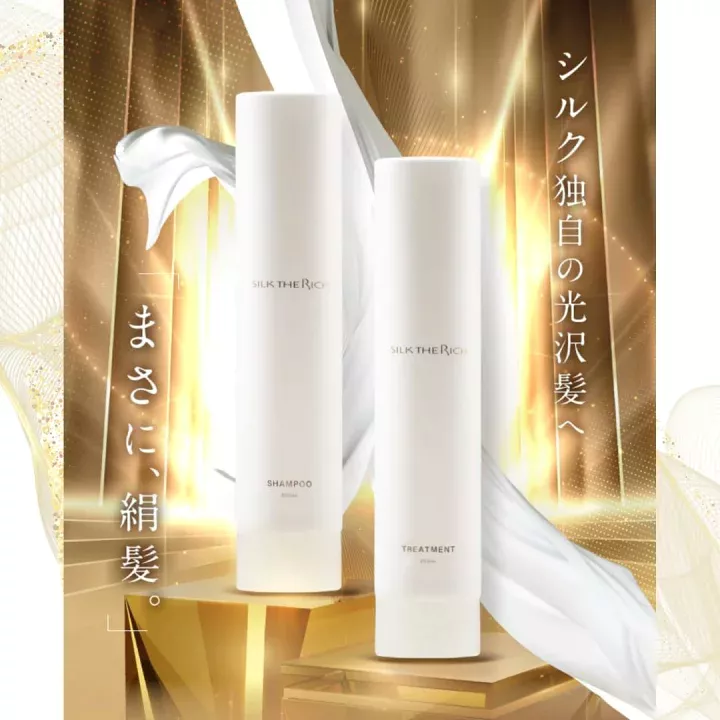 シルク独自の光沢髪へ
「まさに、絹髪。」
SILK THE RICH
SHAMPOO
SILK THE RICH
TREATMENT